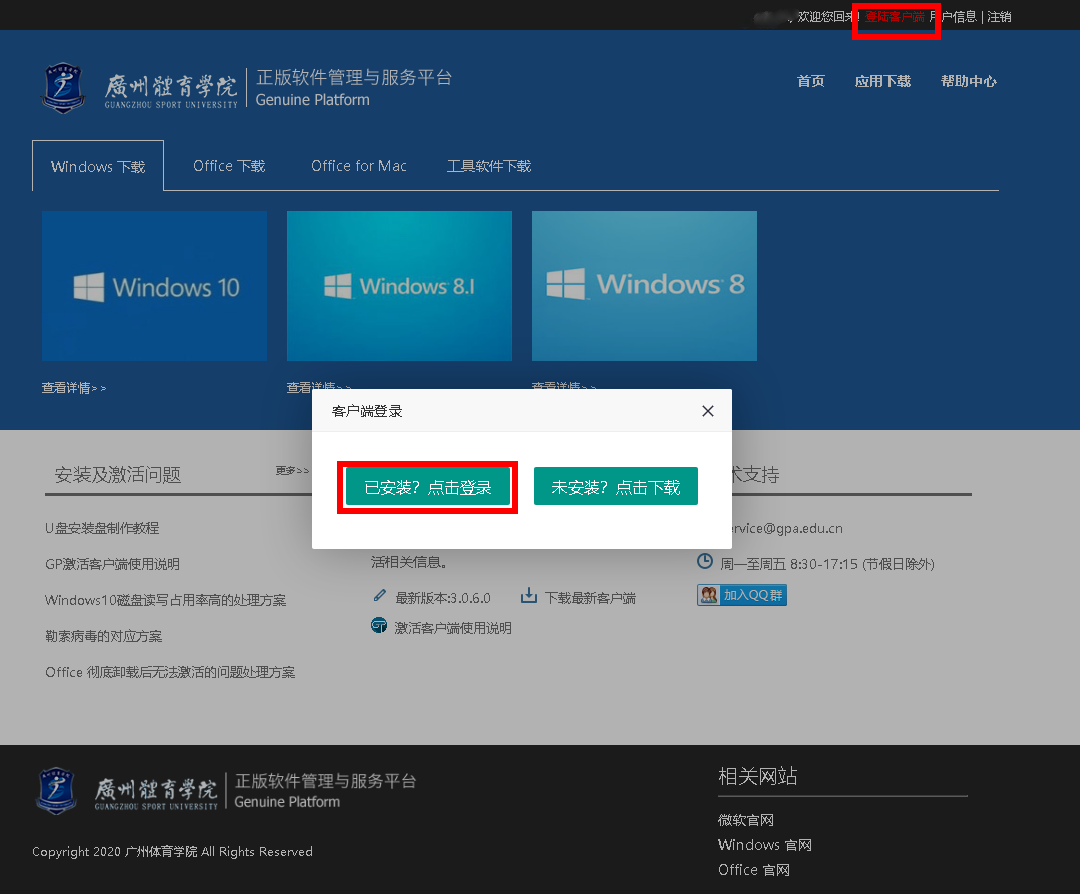 欢迎您回来! 登陆客户端 用户信息 | 注销
廣州體育學院
GUANGZHOU SPORT UNIVERSITY
正版软件管理与服务平台
Genuine Platform
首页 应用下载 帮助中心
Windows 下载 Office 下载 Office for Mac 工具软件下载
Windows 10 Windows 8.1 Windows 8
查看详情>> 查看详情>> 查看详情>>
客户端登录 ×
已安装? 点击登录 未安装? 点击下载
安装及激活问题 更多>> 术支持
U盘安装盘制作教程 ervice@gpa.edu.cn
GP激活客户端使用说明 活相关信息。 周一至周五 8:30-17:15 (节假日除外)
Windows10磁盘读写占用率高的处理方案 最新版本:3.0.6.0 下载最新客户端 加入QQ群
勒索病毒的对应方案 激活客户端使用说明
Office 彻底卸载后无法激活的问题处理方案
廣州體育學院
GUANGZHOU SPORT UNIVERSITY
正版软件管理与服务平台
Genuine Platform
Copyright 2020 广州体育学院 All Rights Reserved
相关网站
微软官网
Windows 官网
Office 官网